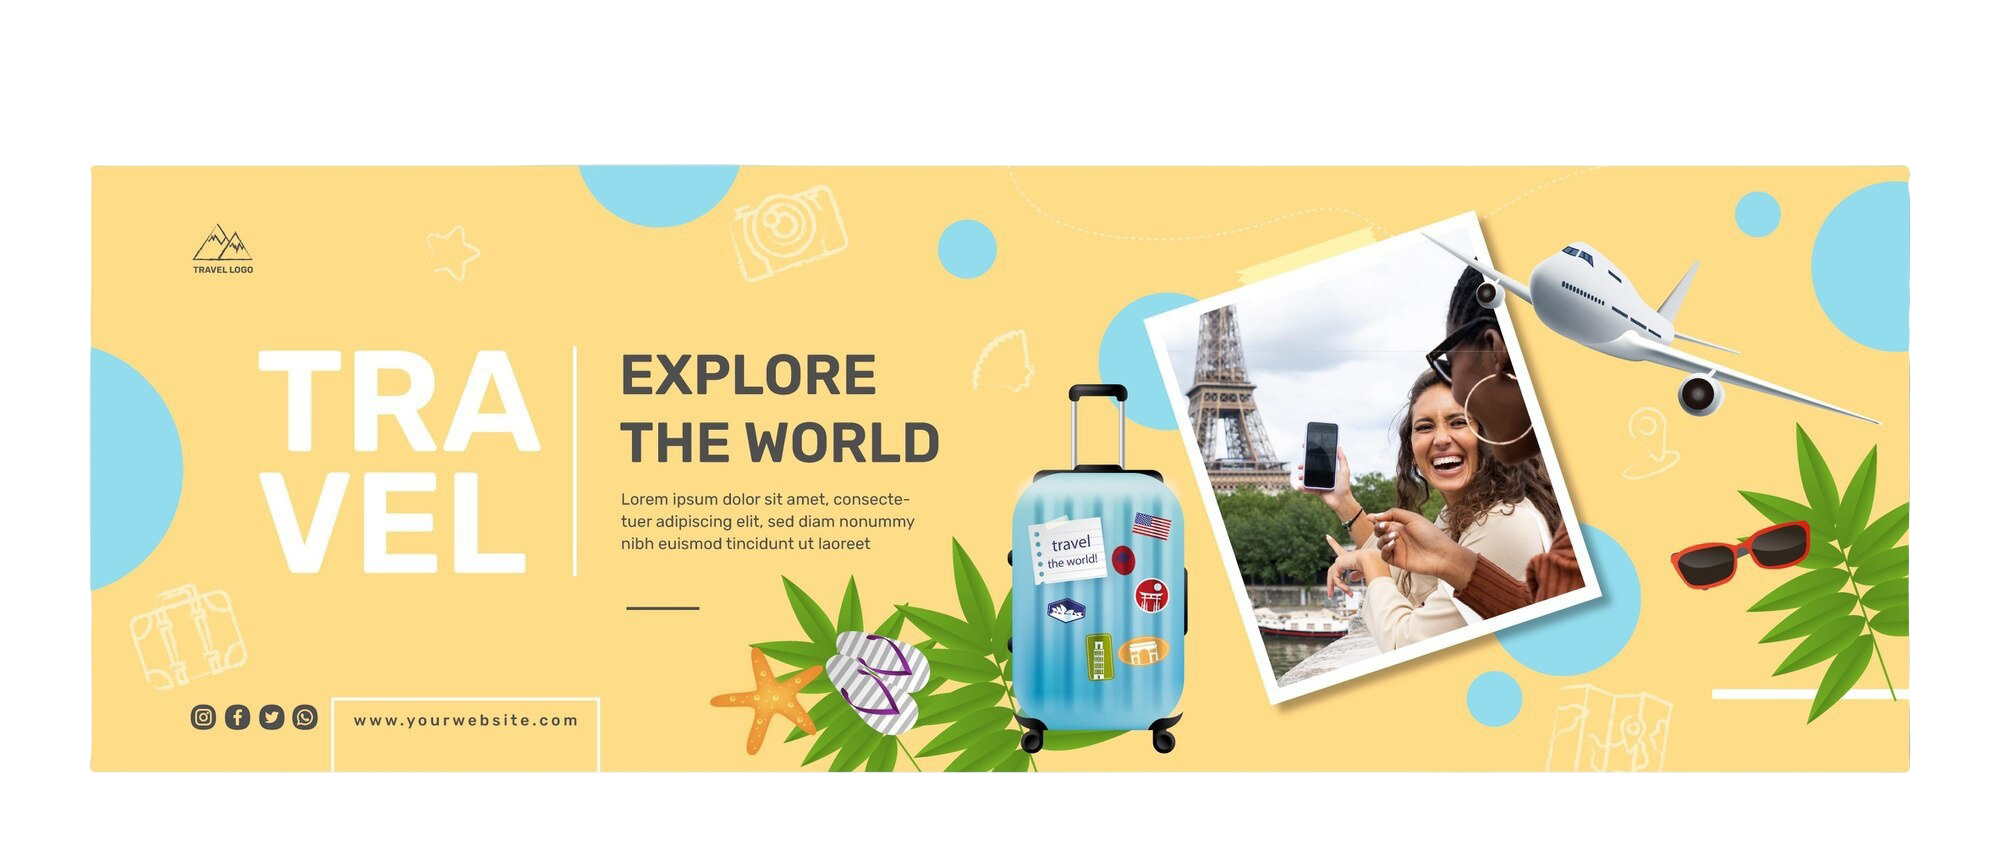 TRAVEL LOGO
TRA
VEL
EXPLORE
THE WORLD
Lorem ipsum dolor sit amet, consecte-
tuer adipiscing elit, sed diam nonummy
nibh euismod tincidunt ut laoreet
www.yourwebsite.com
travel
the world!